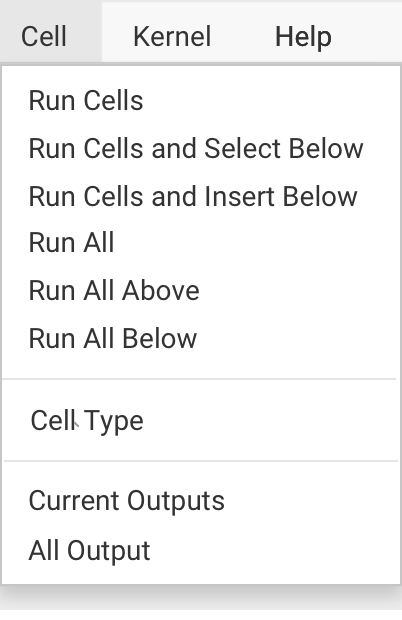 Cell Kernel Help
Run Cells
Run Cells and Select Below
Run Cells and Insert Below
Run All
Run All Above
Run All Below
Cell Type
Current Outputs
All Output